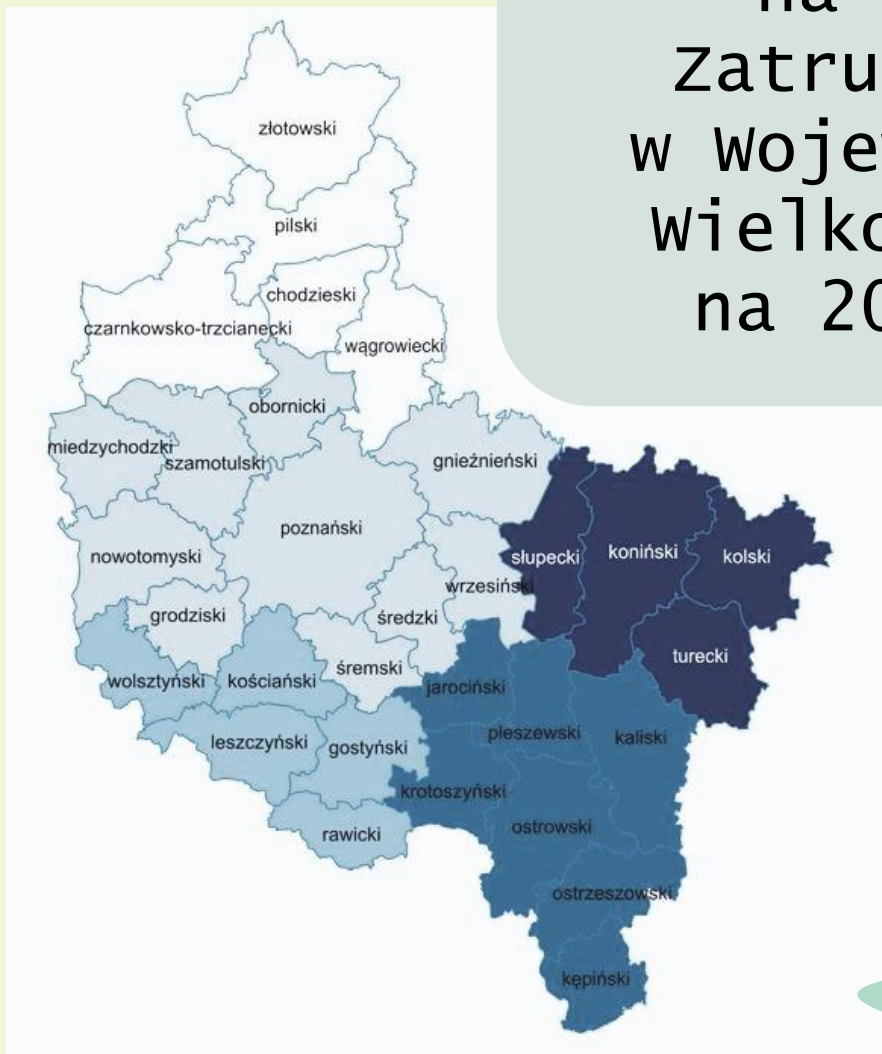 na
Zatru
w Woje
Wielko
na 20
złotowski
pilski
chodzieski
czarnkowsko-trzcianecki
wągrowiecki
obornicki
miedzychodzki
szamotulski
gnieźnieński
poznański
nowotomyski
słupecki
koniński
kolski
wrzesiński
grodziski
średzki
turecki
śremski
wolsztyński
kościański
jarociński
pleszewski
kaliski
leszczyński
gostyński
krotoszyński
rawicki
ostrowski
ostrzeszowski
kępiński